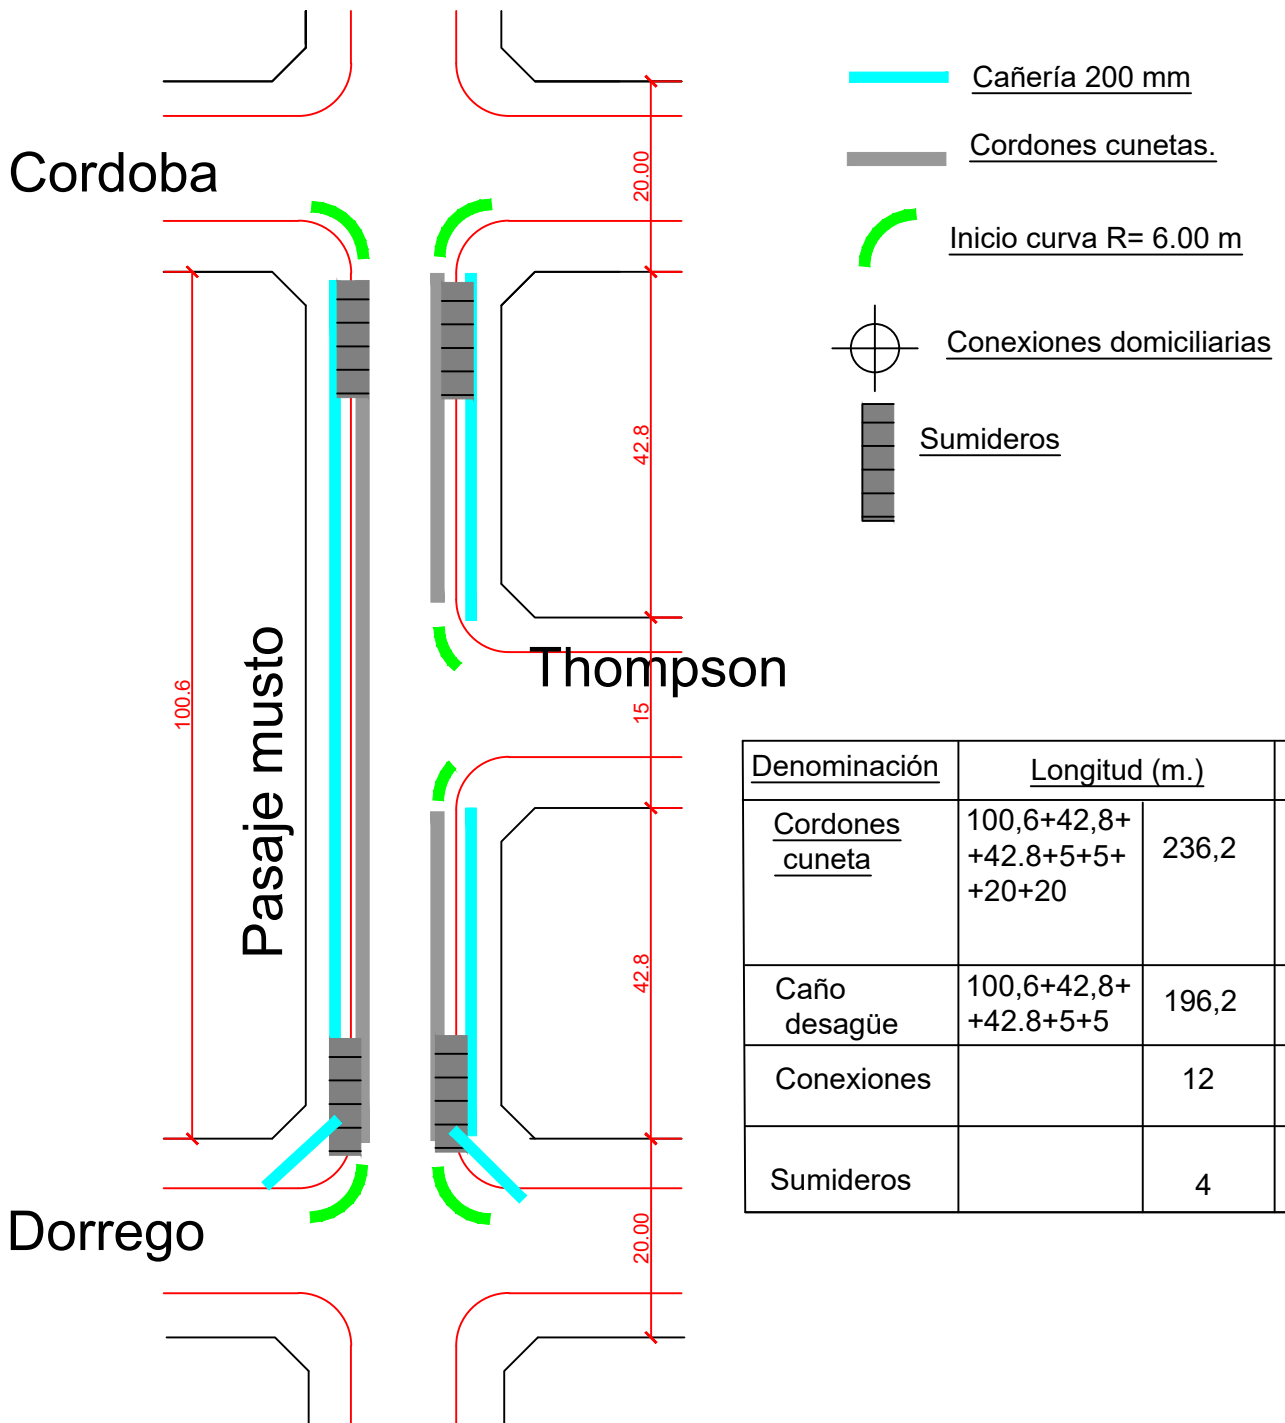 Cordoba
Pasaje musto
Thompson
Dorrego
100.6
20.00
42.8
15
42.8
20.00
Cañería 200 mm
Cordones cunetas.
Inicio curva R= 6.00 m
Conexiones domiciliarias
Sumideros
Denominación
Longitud (m.)
Cordones
cuneta
100,6+42,8+
+42.8+5+5+
+20+20
236,2
Caño
desagüe
100,6+42,8+
+42.8+5+5
196,2
Conexiones
12
Sumideros
4